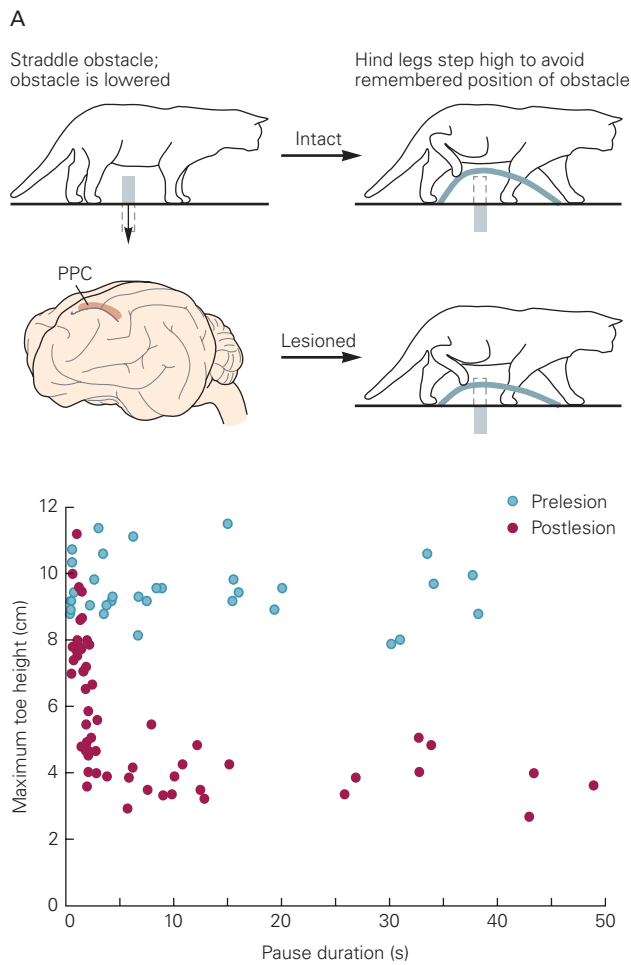 A
Straddle obstacle;
obstacle is lowered
Hind legs step high to avoid
remembered position of obstacle
Intact
PPC
Lesioned
Prelesion
Postlesion
Maximum toe height (cm)
12
10
8
6
4
2
0
0 10 20 30 40 50
Pause duration (s)